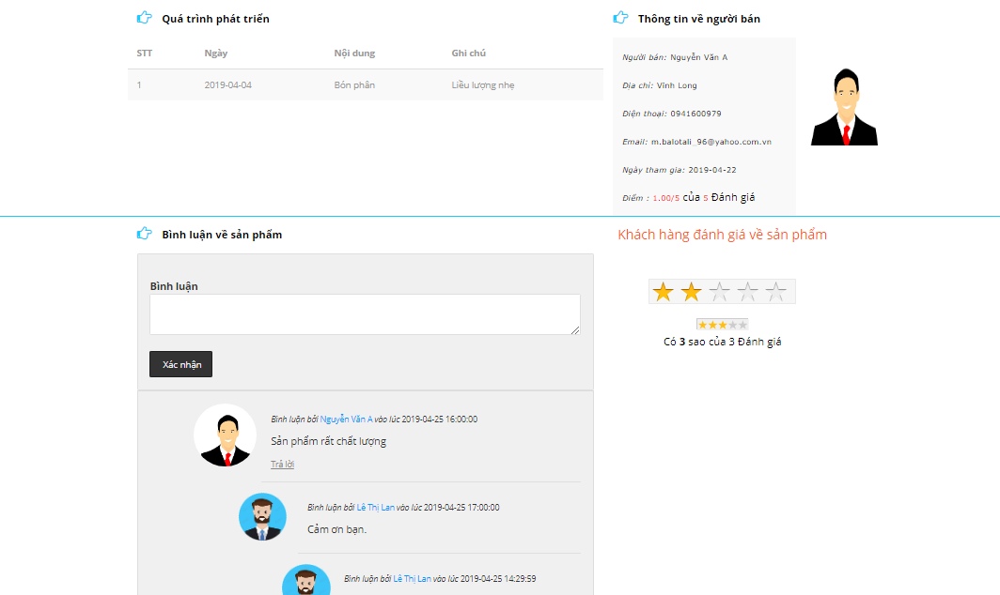 Quá trình phát triển
STT Ngày Nội dung Ghi chú
1 2019-04-04 Bón phân Liều lượng nhẹ
Thông tin về người bán
Người bán: Nguyễn Văn A
Địa chỉ: Vĩnh Long
Điện thoại: 0941600979
Email: m.balotali_96@yahoo.com.vn
Ngày tham gia: 2019-04-22
Điểm : 1.00/5 của 5 Đánh giá
Bình luận về sản phẩm
Bình luận
Xác nhận
Bình luận bởi Nguyễn Văn A vào lúc 2019-04-25 16:00:00
Sản phẩm rất chất lượng
Trả lời
Bình luận bởi Lê Thị Lan vào lúc 2019-04-25 17:00:00
Cảm ơn bạn.
Bình luận bởi Lê Thị Lan vào lúc 2019-04-25 14:29:59
Khách hàng đánh giá về sản phẩm
Có 3 sao của 3 Đánh giá